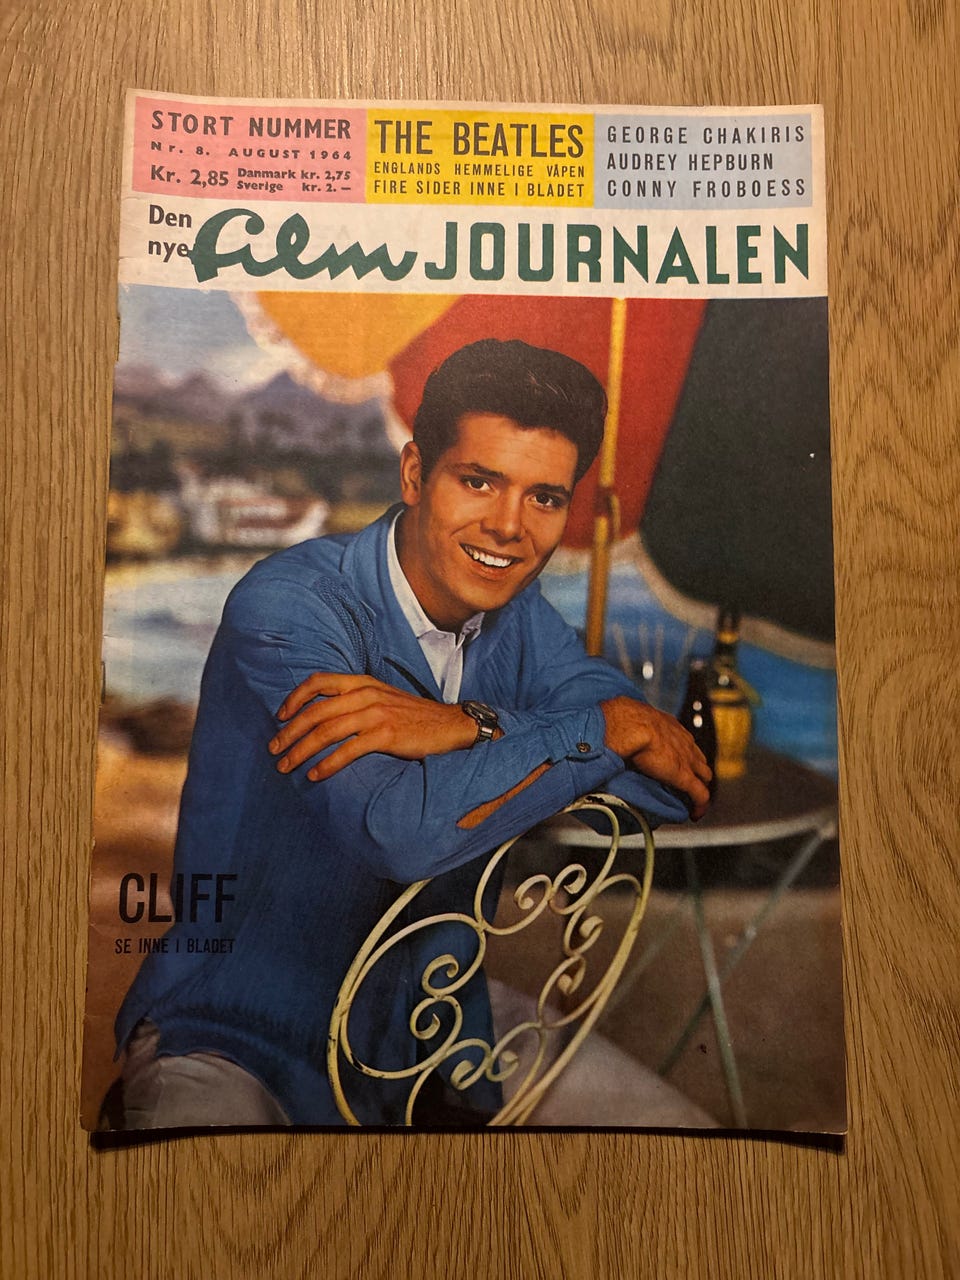 STORT NUMMER
Nr. 8. AUGUST 1964
Kr. 2,85 Danmark kr. 2,75
Sverige kr. 2. —
THE BEATLES
ENGLANDS HEMMELIGE VÅPEN
FIRE SIDER INNE I BLADET
GEORGE CHAKIRIS
AUDREY HEPBURN
CONNY FROBOESS
Den
nye film JOURNALEN
CLIFF
SE INNE I BLADET